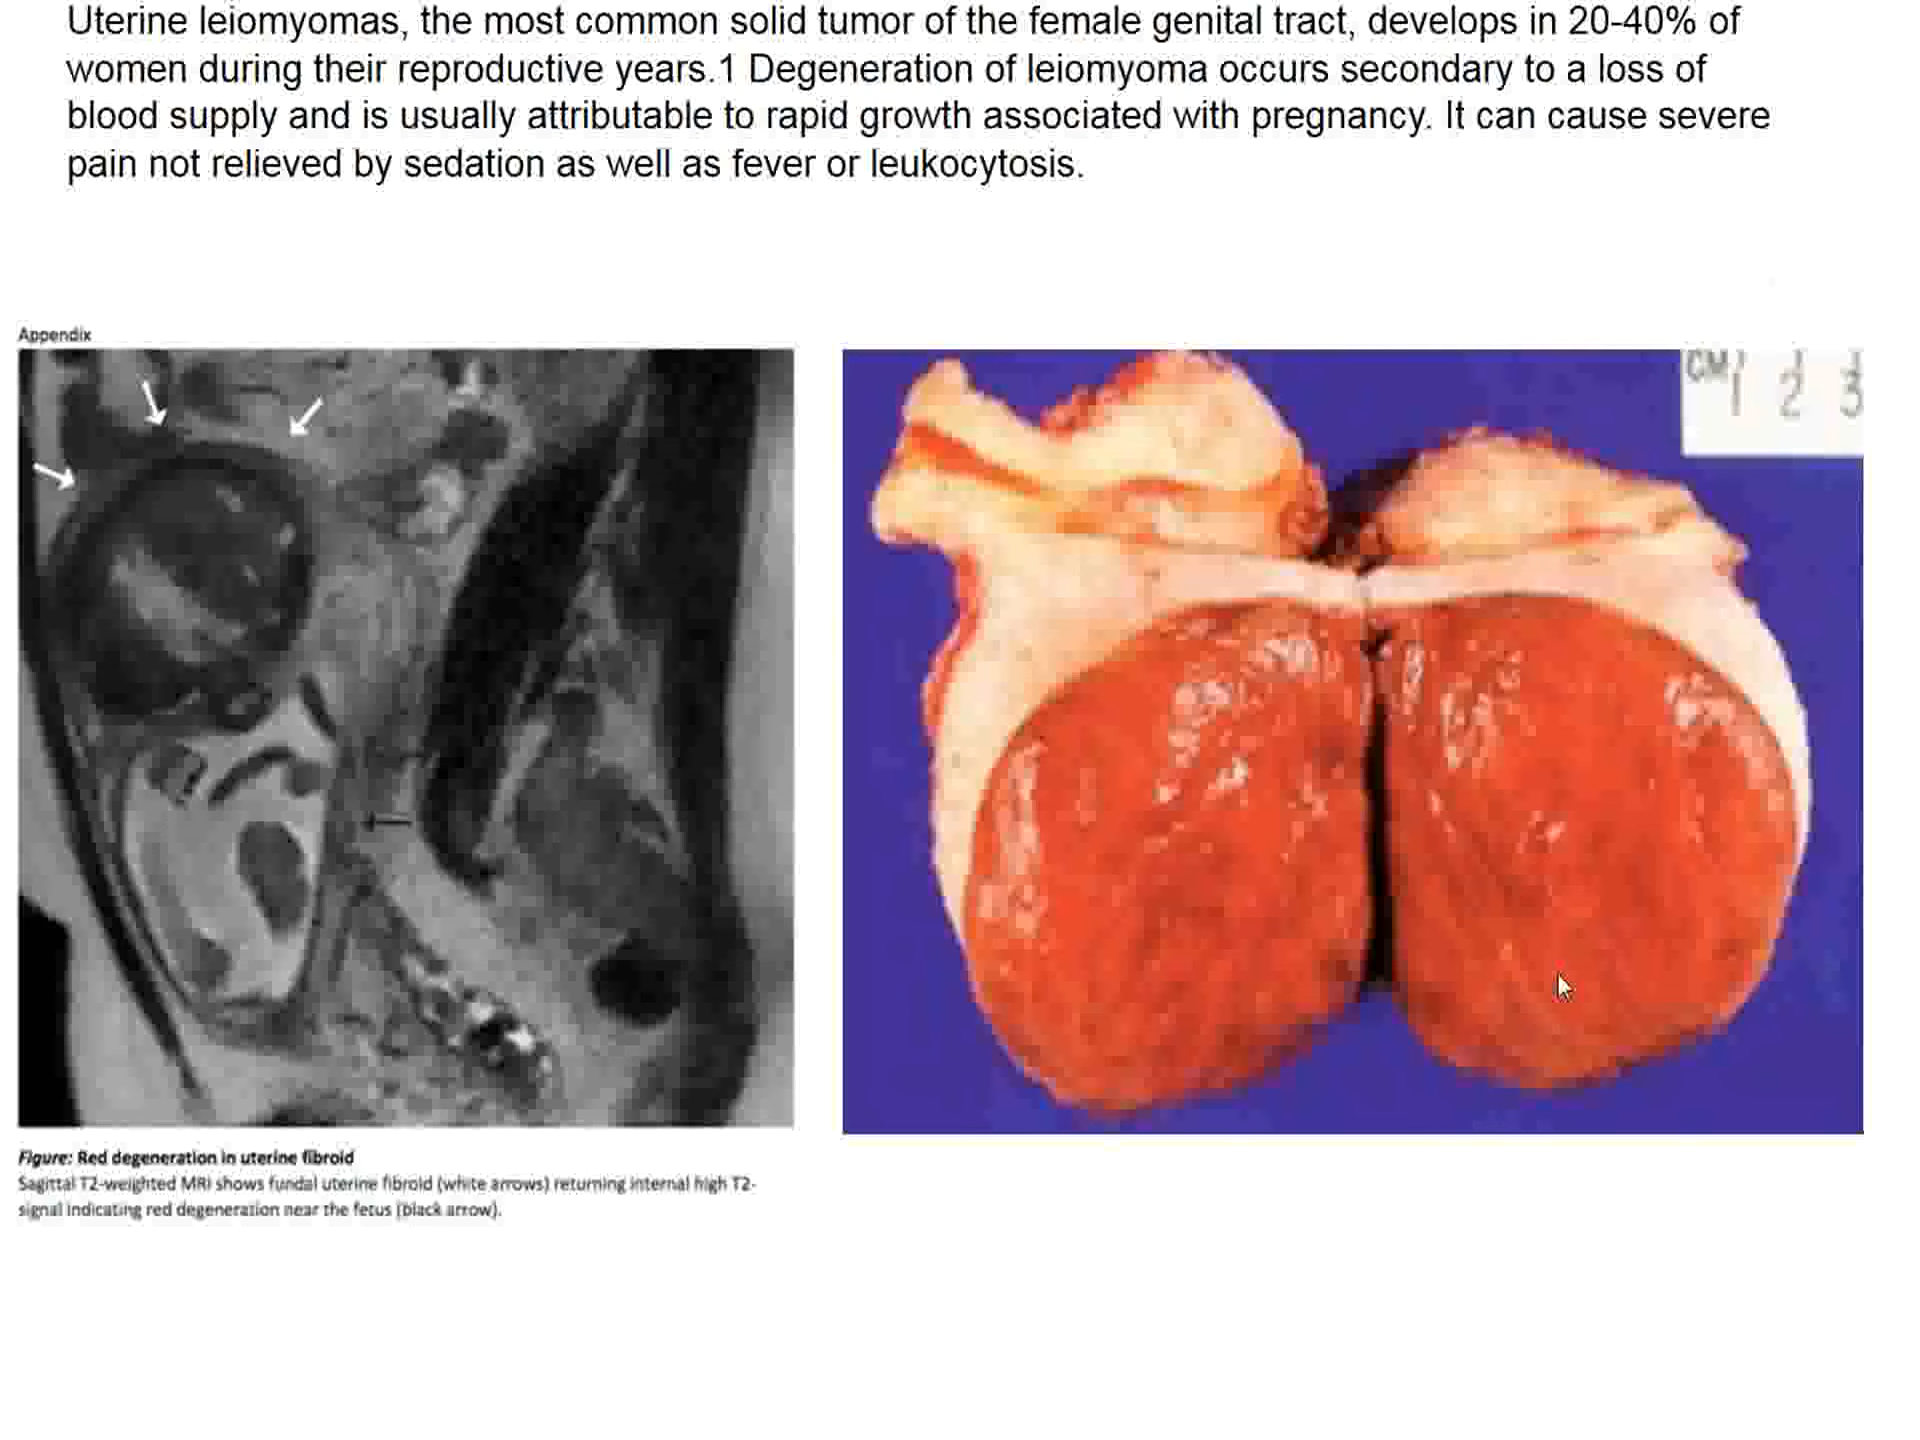 Uterine leiomyomas, the most common solid tumor of the female genital tract, develops in 20-40% of
women during their reproductive years.1 Degeneration of leiomyoma occurs secondary to a loss of
blood supply and is usually attributable to rapid growth associated with pregnancy. It can cause severe
pain not relieved by sedation as well as fever or leukocytosis.
Appendix
CM
1 2 3
Figure: Red degeneration in uterine fibroid
Sagittal T2-weighted MRI shows fundal uterine fibroid (white arrows) returning internal high T2-
signal indicating red degeneration near the fetus (black arrow).